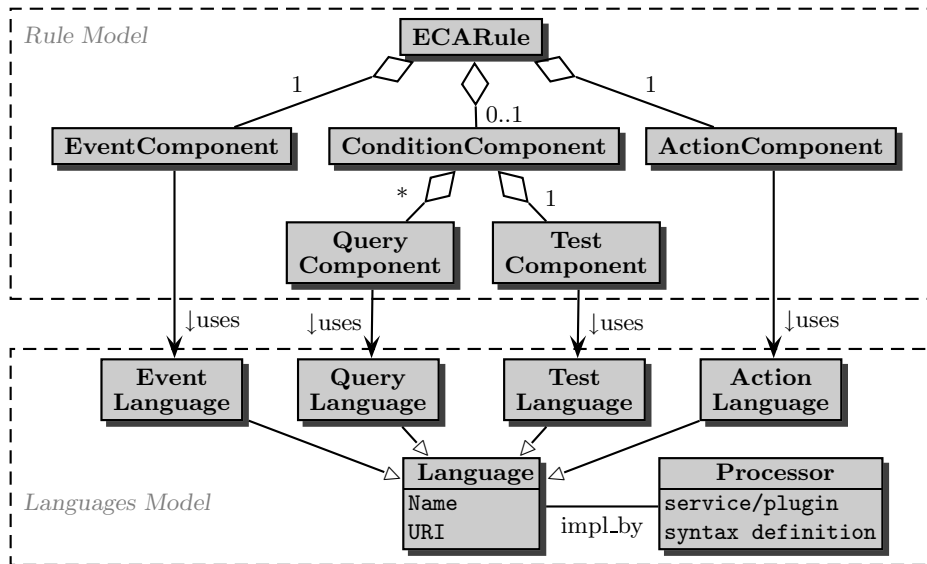 Rule Model
ECARule
1
0..1
1
EventComponent
ConditionComponent
ActionComponent
*
1
Query
Component
Test
Component
↓uses
↓uses
↓uses
↓uses
Event
Language
Query
Language
Test
Language
Action
Language
Languages Model
Language
Name
URI
impl_by
Processor
service/plugin
syntax definition